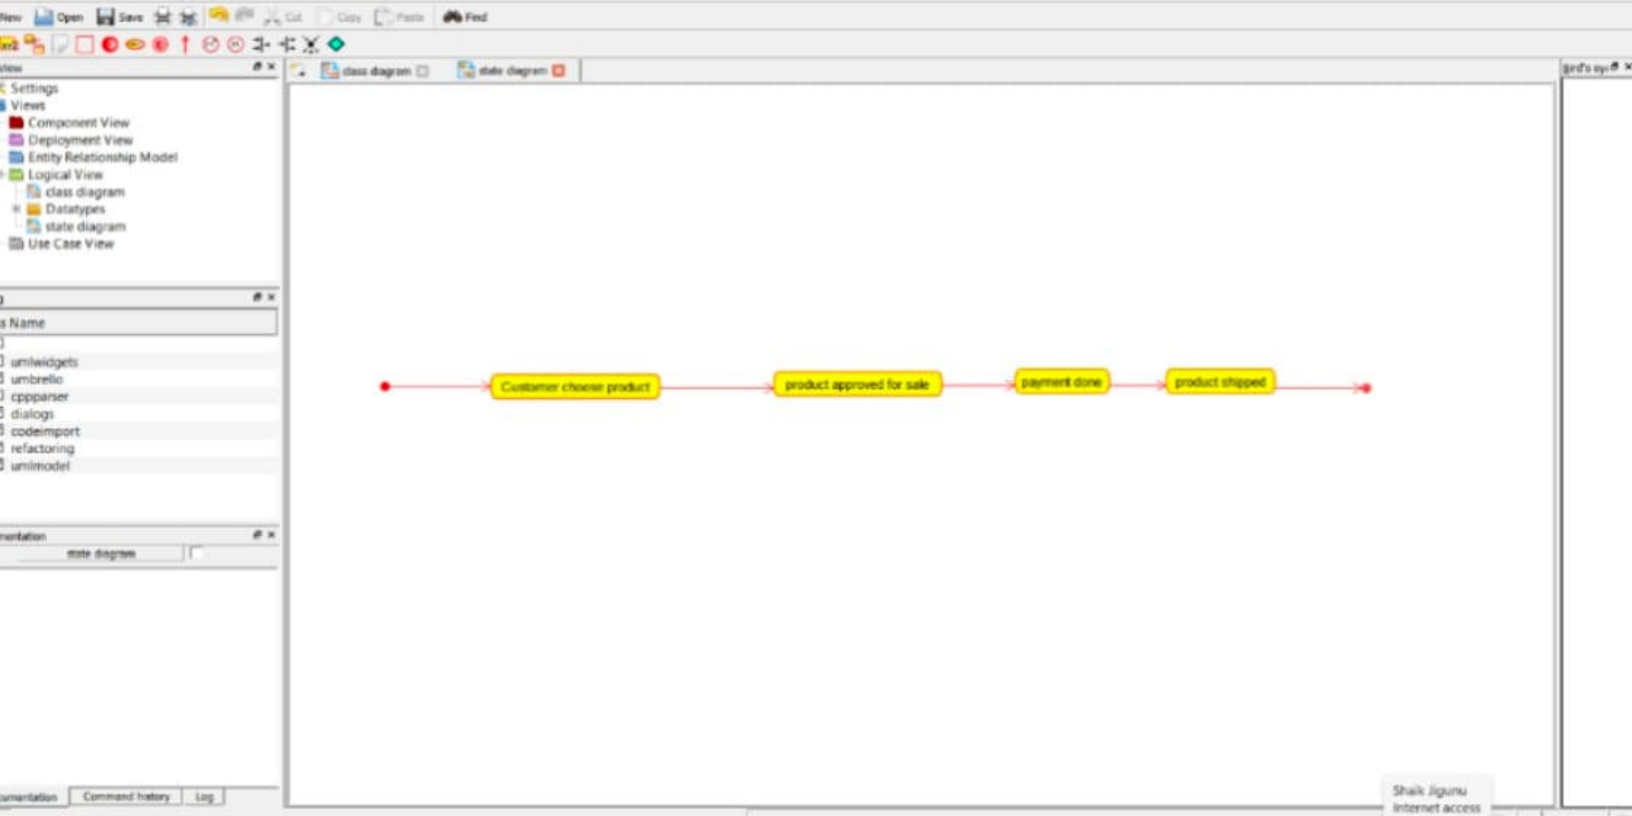 New Open Save Cut Copy Paste Find
class diagram state diagram
Settings
Views
Component View
Deployment View
Entity Relationship Model
Logical View
class diagram
Datatypes
state diagram
Use Case View
Name
umlwidgets
umbrello
cppparser
dialogs
codeimport
refactoring
umlmodel
state diagram
Command history Log
Customer choose product product approved for sale payment done product shipped
Shaik Jigunu
Internet access